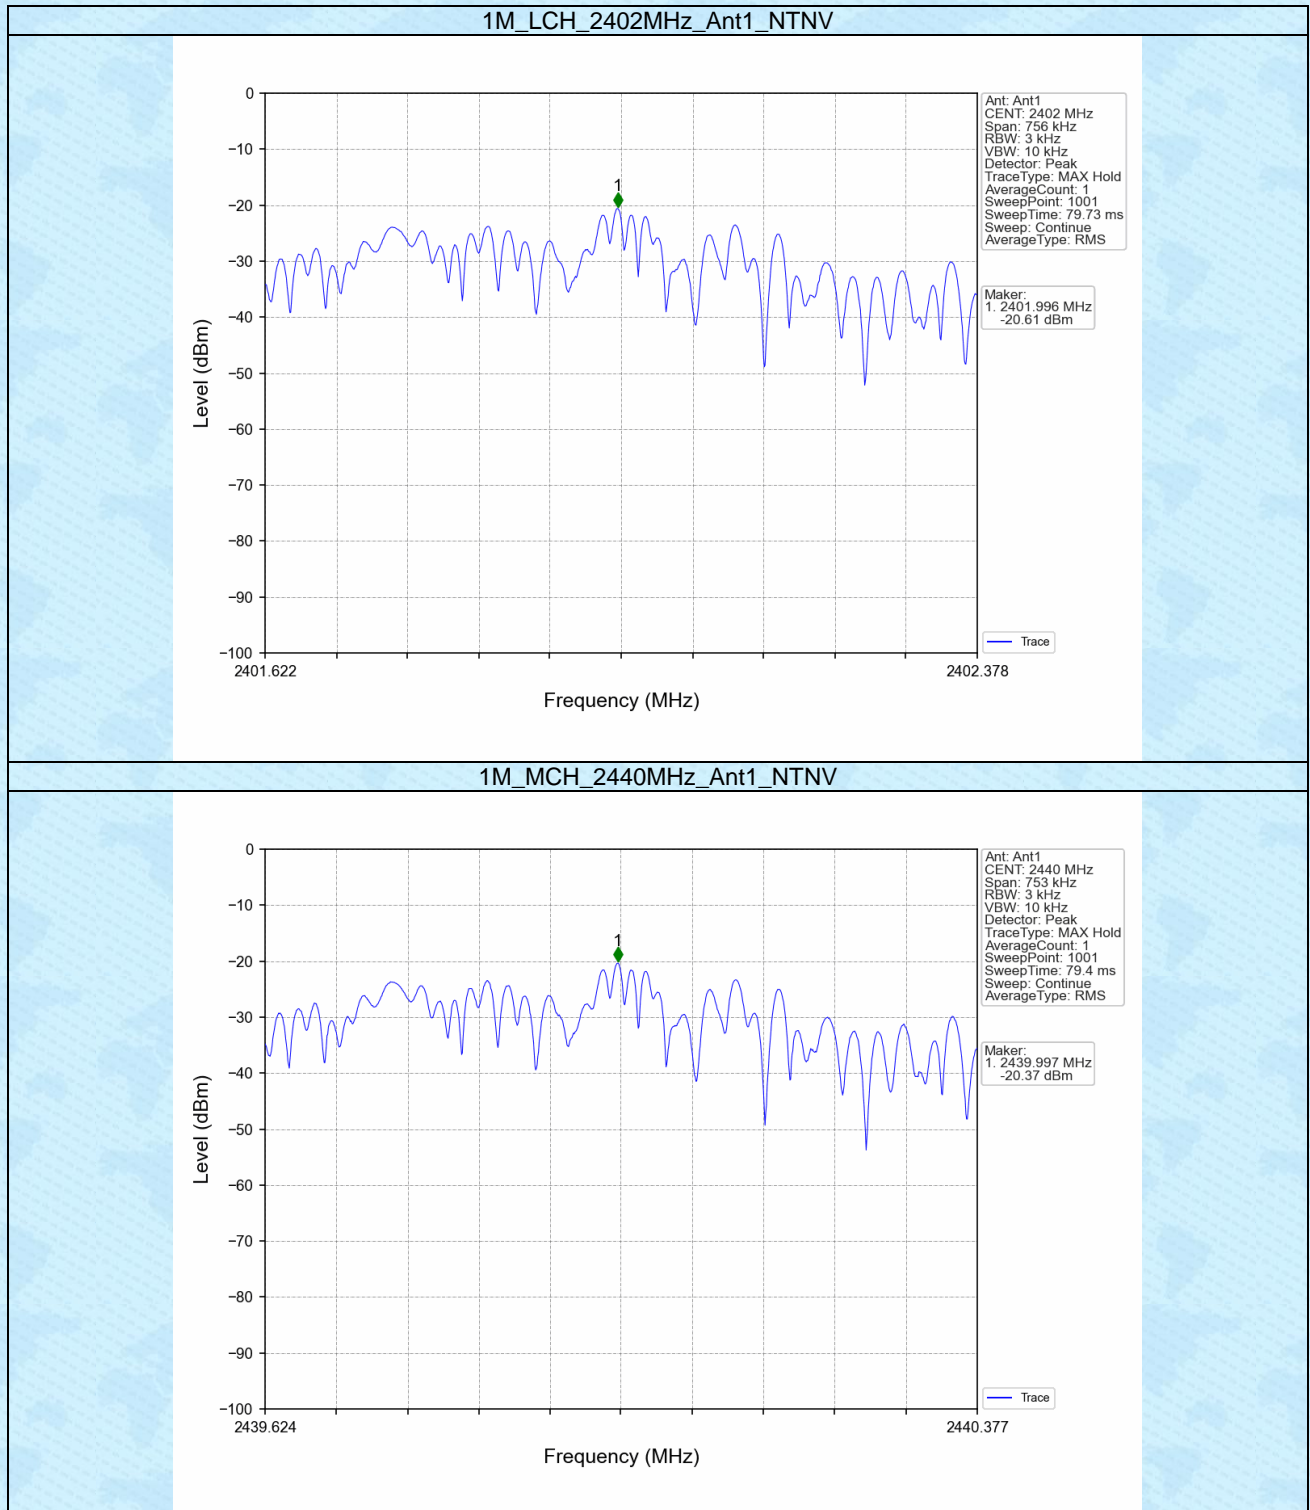 1M_LCH_2402MHz_Ant1_NTNV
0
−10
−20
−30
−40
−50
−60
−70
−80
−90
−100
Level (dBm)
1
2401.622
2402.378
Frequency (MHz)
Ant: Ant1
CENT: 2402 MHz
Span: 756 kHz
RBW: 3 kHz
VBW: 10 kHz
Detector: Peak
TraceType: MAX Hold
AverageCount: 1
SweepPoint: 1001
SweepTime: 79.73 ms
Sweep: Continue
AverageType: RMS
Maker:
1. 2401.996 MHz
-20.61 dBm
Trace
1M_MCH_2440MHz_Ant1_NTNV
0
−10
−20
−30
−40
−50
−60
−70
−80
−90
−100
Level (dBm)
1
2439.624
2440.377
Frequency (MHz)
Ant: Ant1
CENT: 2440 MHz
Span: 753 kHz
RBW: 3 kHz
VBW: 10 kHz
Detector: Peak
TraceType: MAX Hold
AverageCount: 1
SweepPoint: 1001
SweepTime: 79.4 ms
Sweep: Continue
AverageType: RMS
Maker:
1. 2439.997 MHz
-20.37 dBm
Trace